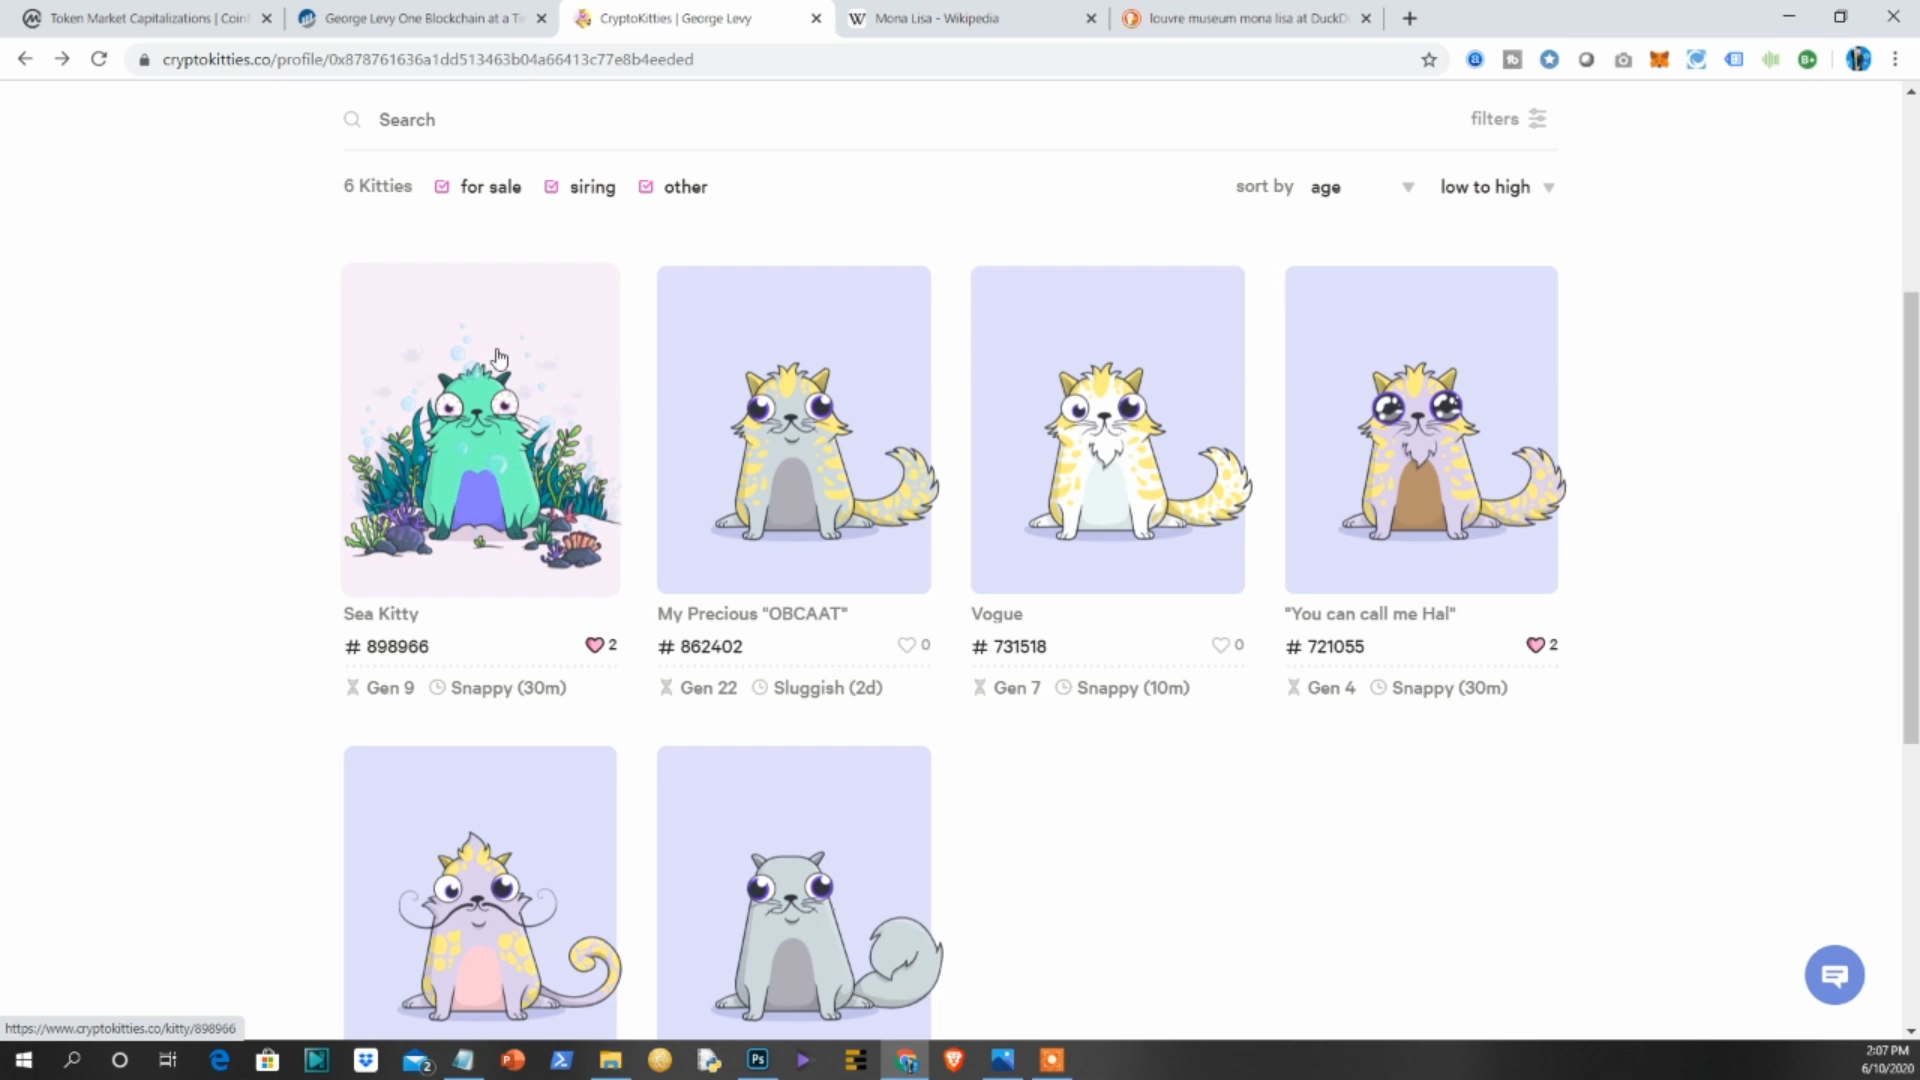 Token Market Capitalizations | Coin
George Levy One Blockchain at a Ti
CryptoKitties | George Levy
Mona Lisa - Wikipedia
louvre museum mona lisa at DuckD
cryptokitties.co/profile/0x878761636a1dd513463b04a66413c77e8b4eeded
Search
filters
6 Kitties for sale siring other
sort by age low to high
Sea Kitty
# 898966 2
Gen 9 Snappy (30m)
My Precious "OBCAAT"
# 862402 0
Gen 22 Sluggish (2d)
Vogue
# 731518 0
Gen 7 Snappy (10m)
"You can call me Hal"
# 721055 2
Gen 4 Snappy (30m)
https://www.cryptokitties.co/kitty/898966
2
Ps
2:07 PM
6/10/2020